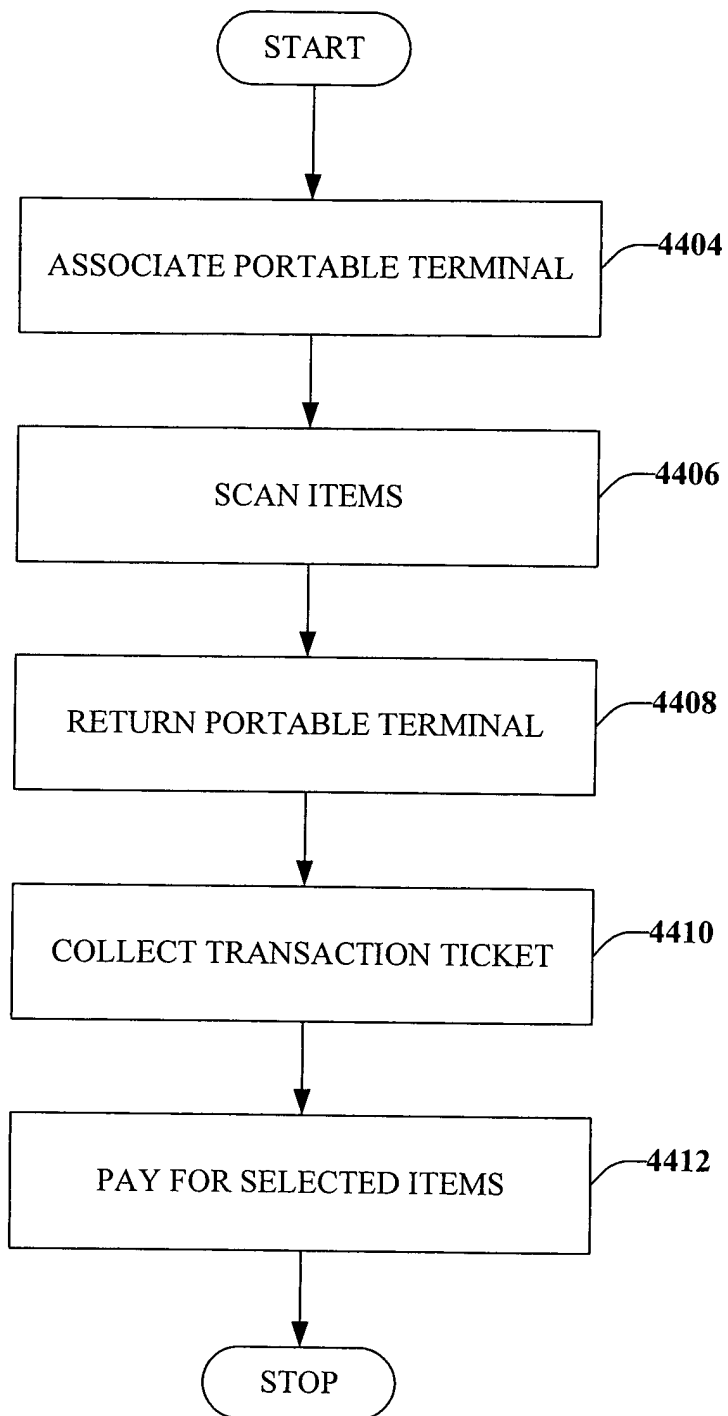 START
ASSOCIATE PORTABLE TERMINAL
4404
SCAN ITEMS
4406
RETURN PORTABLE TERMINAL
4408
COLLECT TRANSACTION TICKET
4410
PAY FOR SELECTED ITEMS
4412
STOP